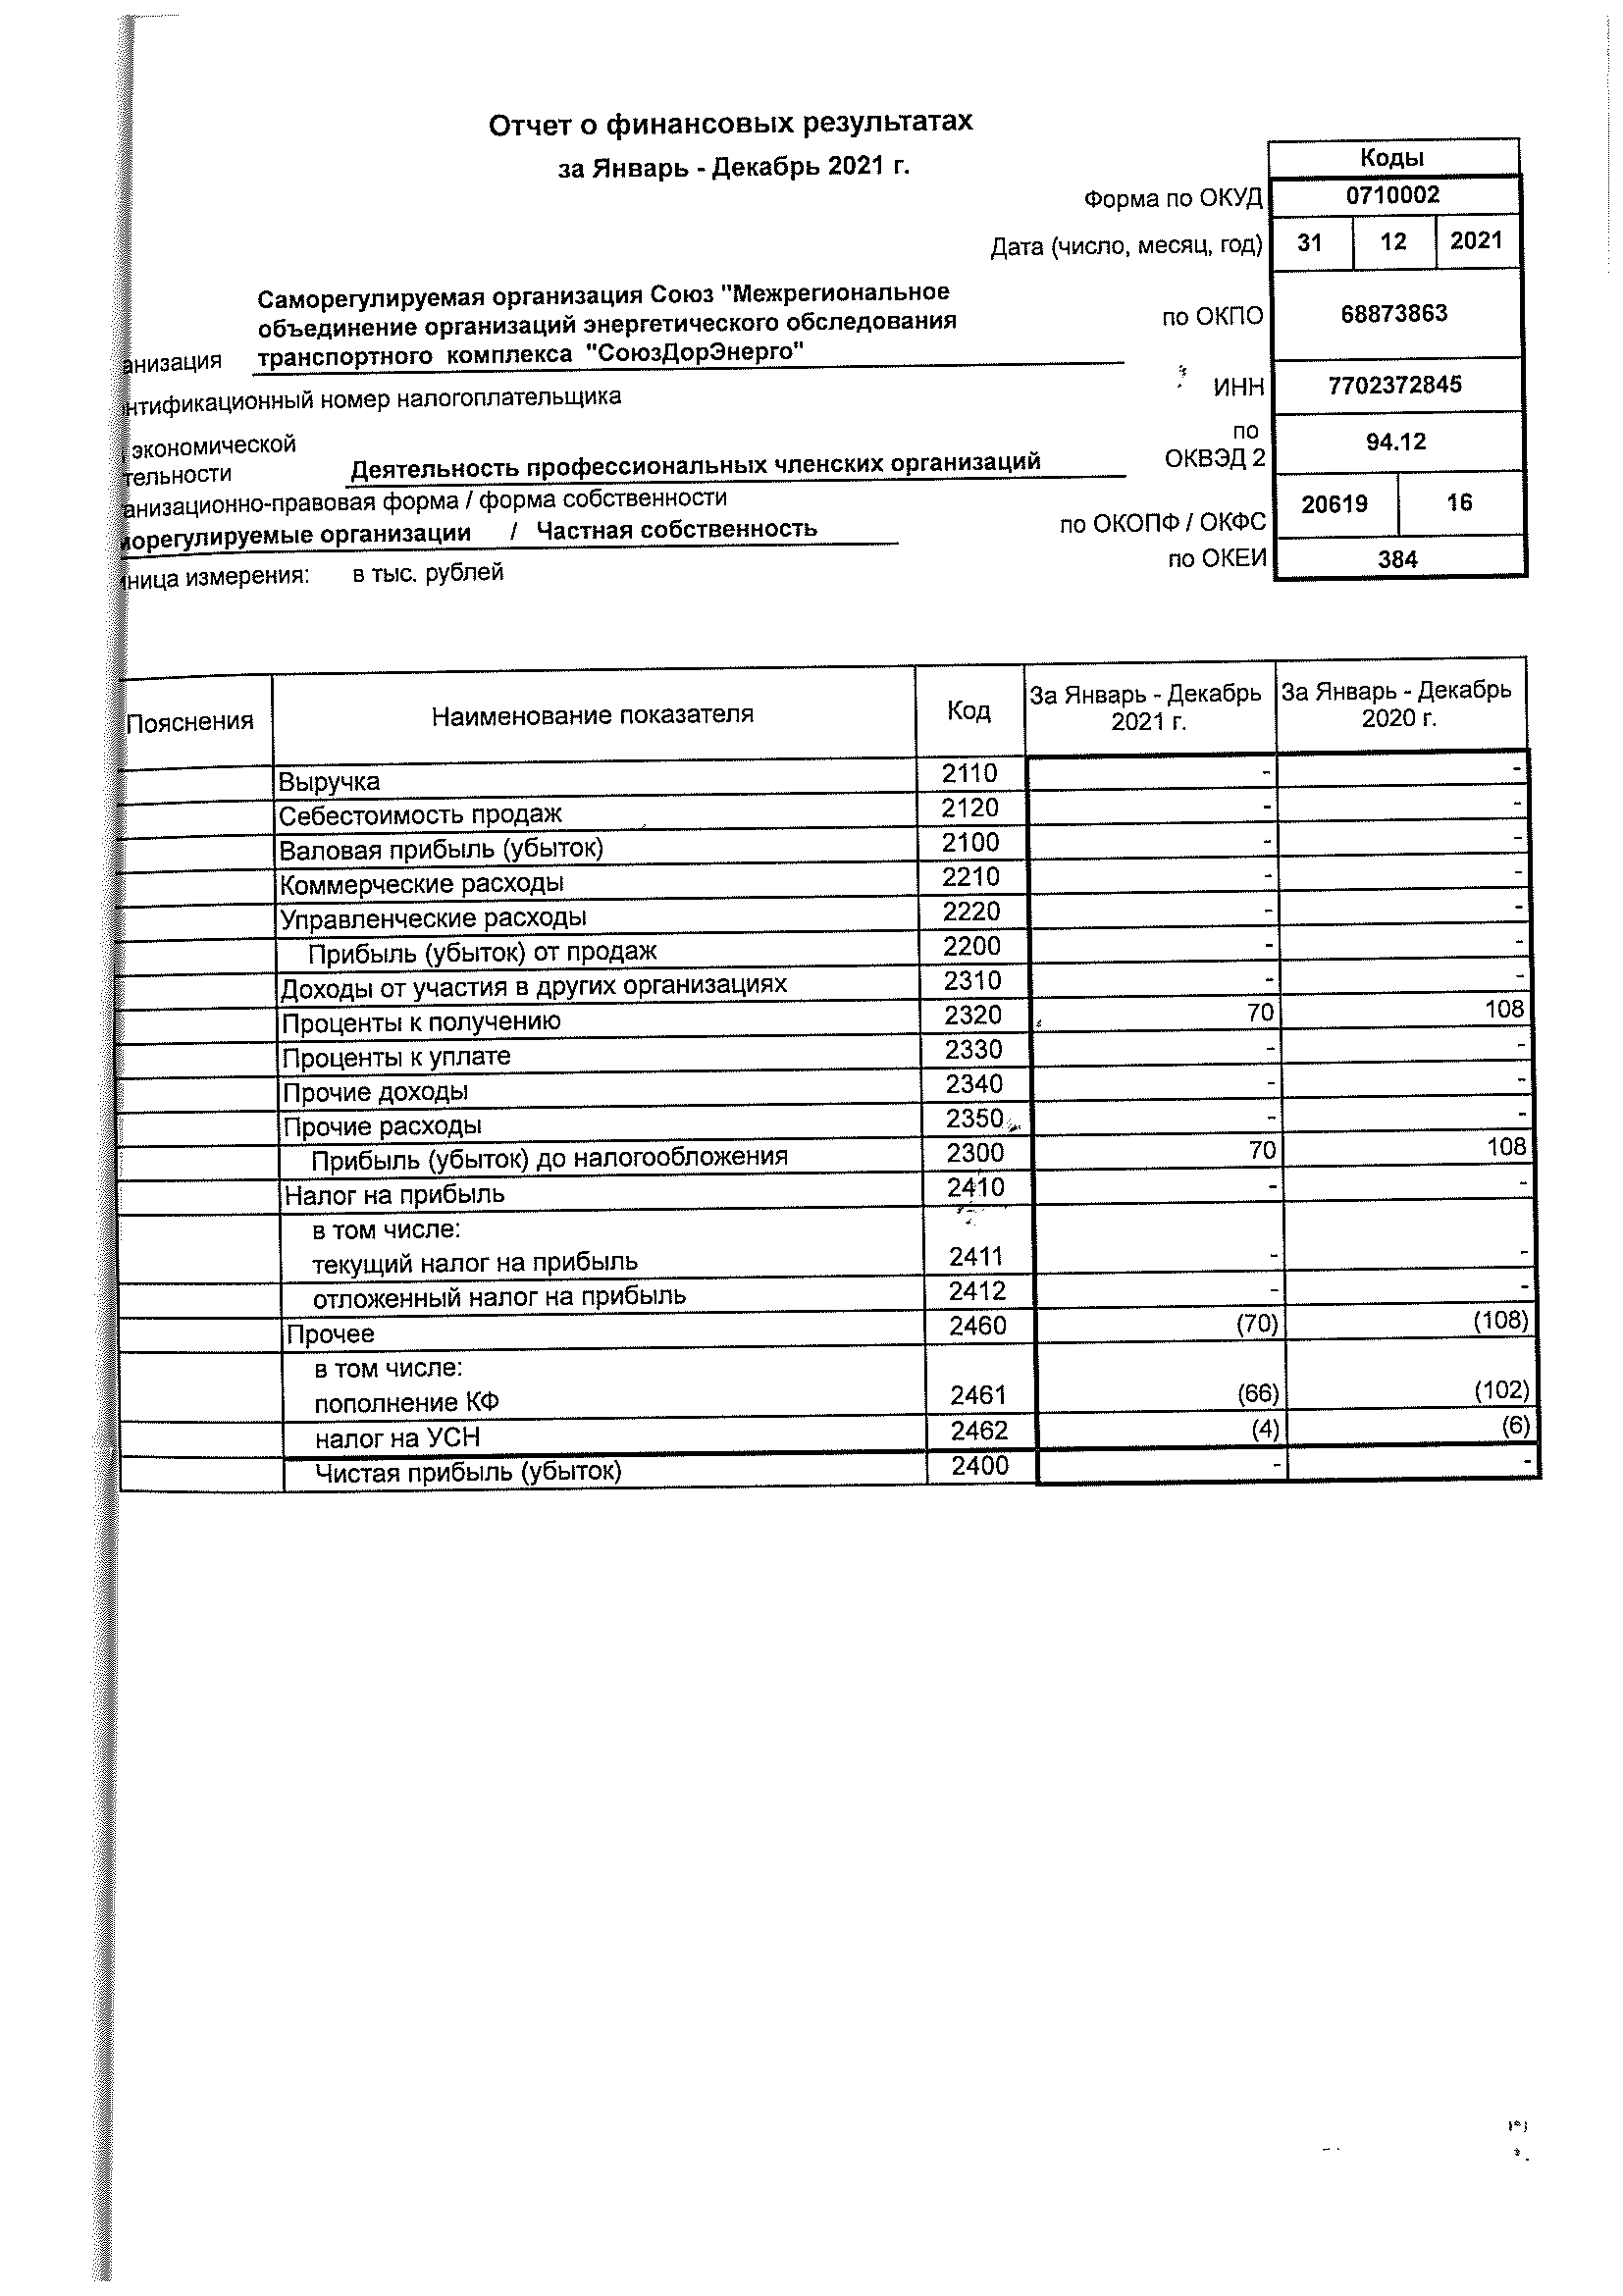 Отчет о финансовых результатах
за Январь - Декабрь 2021 г.
Коды
Форма по ОКУД 0710002
Дата (число, месяц, год) 31 12 2021
Саморегулируемая организация Союз "Межрегиональное
объединение организаций энергетического обследования
анизация транспортного комплекса "СоюзДорЭнерго" по ОКПО 68873863
нтификационный номер налогоплательщика ИНН 7702372845
экономической
тельности Деятельность профессиональных членских организаций
по
ОКВЭД 2 94.12
анизационно-правовая форма / форма собственности
морегулируемые организации / Частная собственность по ОКОПФ / ОКФС 20619 16
ница измерения: в тыс. рублей по ОКЕИ 384
Пояснения Наименование показателя Код За Январь - Декабрь 2021 г. За Январь - Декабрь 2020 г.
Выручка 2110 - -
Себестоимость продаж 2120 - -
Валовая прибыль (убыток) 2100 - -
Коммерческие расходы 2210 - -
Управленческие расходы 2220 - -
Прибыль (убыток) от продаж 2200 - -
Доходы от участия в других организациях 2310 - -
Проценты к получению 2320 70 108
Проценты к уплате 2330 - -
Прочие доходы 2340 - -
Прочие расходы 2350 - -
Прибыль (убыток) до налогообложения 2300 70 108
Налог на прибыль 2410 - -
в том числе:
текущий налог на прибыль 2411 - -
отложенный налог на прибыль 2412 - -
Прочее 2460 (70) (108)
в том числе:
пополнение КФ 2461 (66) (102)
налог на УСН 2462 (4) (6)
Чистая прибыль (убыток) 2400 - -